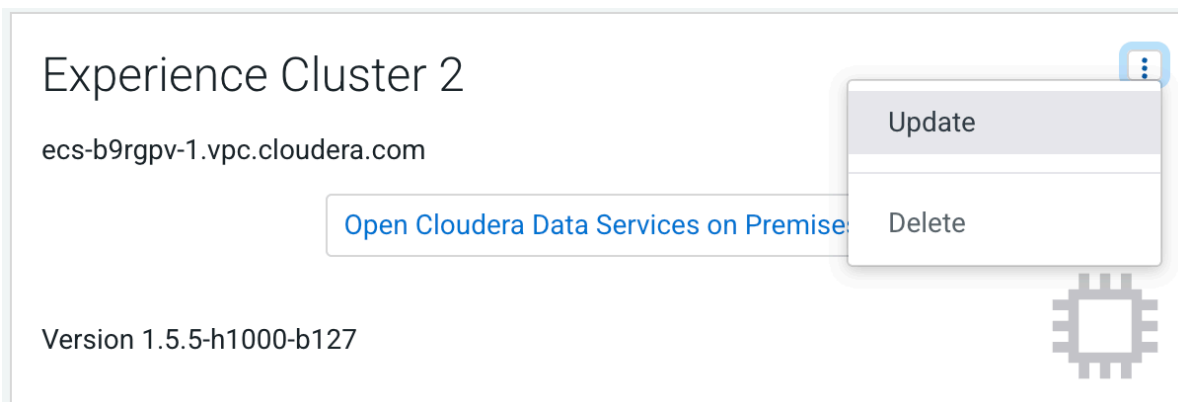 Experience Cluster 2
Update
ecs-b9rgpv-1.vpc.cloudera.com
Open Cloudera Data Services on Premises
Delete
Version 1.5.5-h1000-b127